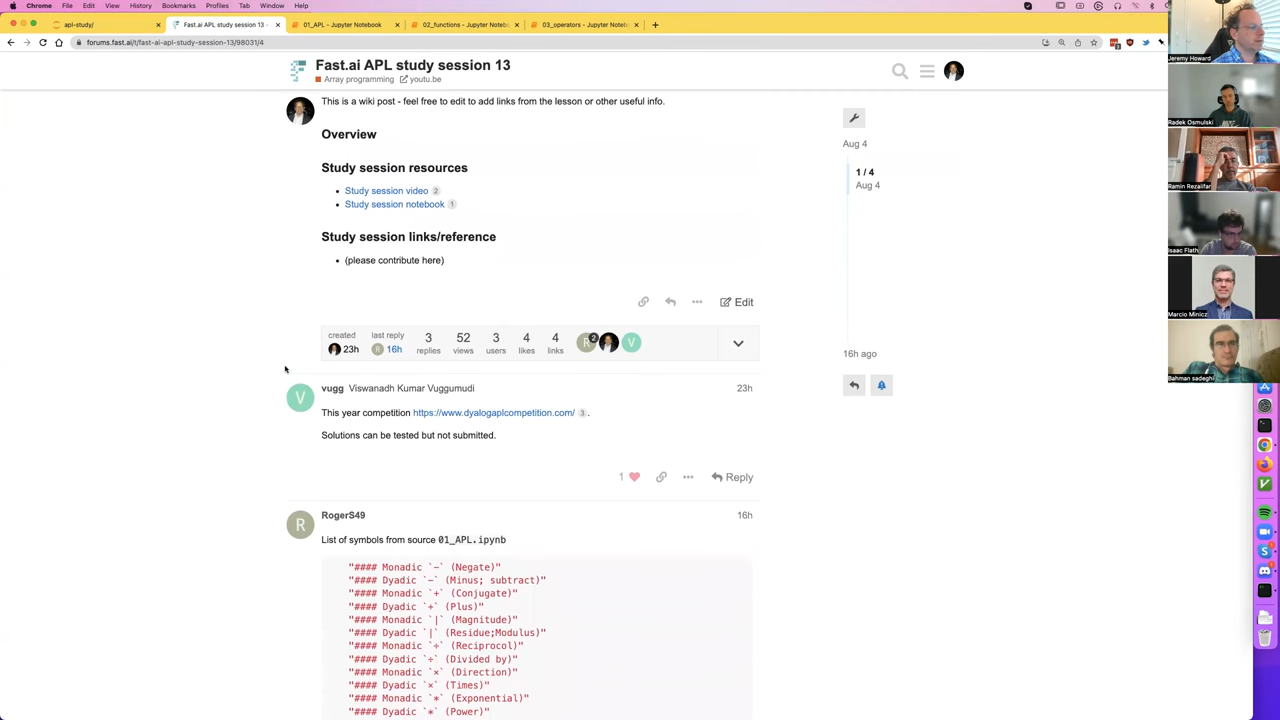 Chrome File Edit View History Bookmarks Profiles Tab Window Help
apl-study/
Fast.ai APL study session 13 -
01_APL - Jupyter Notebook
02_functions - Jupyter Notebo
03_operators - Jupyter Notebo
forums.fast.ai/t/fast-ai-apl-study-session-13/98031/4
Fast.ai APL study session 13
Array programming youtu.be
This is a wiki post - feel free to edit to add links from the lesson or other useful info.
Overview
Study session resources
• Study session video 2
• Study session notebook 1
Study session links/reference
• (please contribute here)
Edit
created
23h
last reply
R 16h
3
replies
52
views
3
users
4
likes
4
links
R 2 V
Aug 4
1 / 4
Aug 4
16h ago
V
vugg Viswanadh Kumar Vuggumudi 23h
This year competition https://www.dyalogaplcompetition.com/ 3 .
Solutions can be tested but not submitted.
1 Reply
R
RogerS49 16h
List of symbols from source 01_APL.ipynb
"#### Monadic `−` (Negate)"
"#### Dyadic `−` (Minus; subtract)"
"#### Monadic `+` (Conjugate)"
"#### Dyadic `+` (Plus)"
"#### Monadic `|` (Magnitude)"
"#### Dyadic `|` (Residue;Modulus)"
"#### Monadic `÷` (Reciprocol)"
"#### Dyadic `÷` (Divided by)"
"#### Monadic `×` (Direction)"
"#### Dyadic `×` (Times)"
"#### Monadic `*` (Exponential)"
"#### Dyadic `*` (Power)"
Jeremy Howard
Radek Osmulski
Ramin Rezaiifar
Isaac Flath
Marcio Minicz
Bahman sadeghi